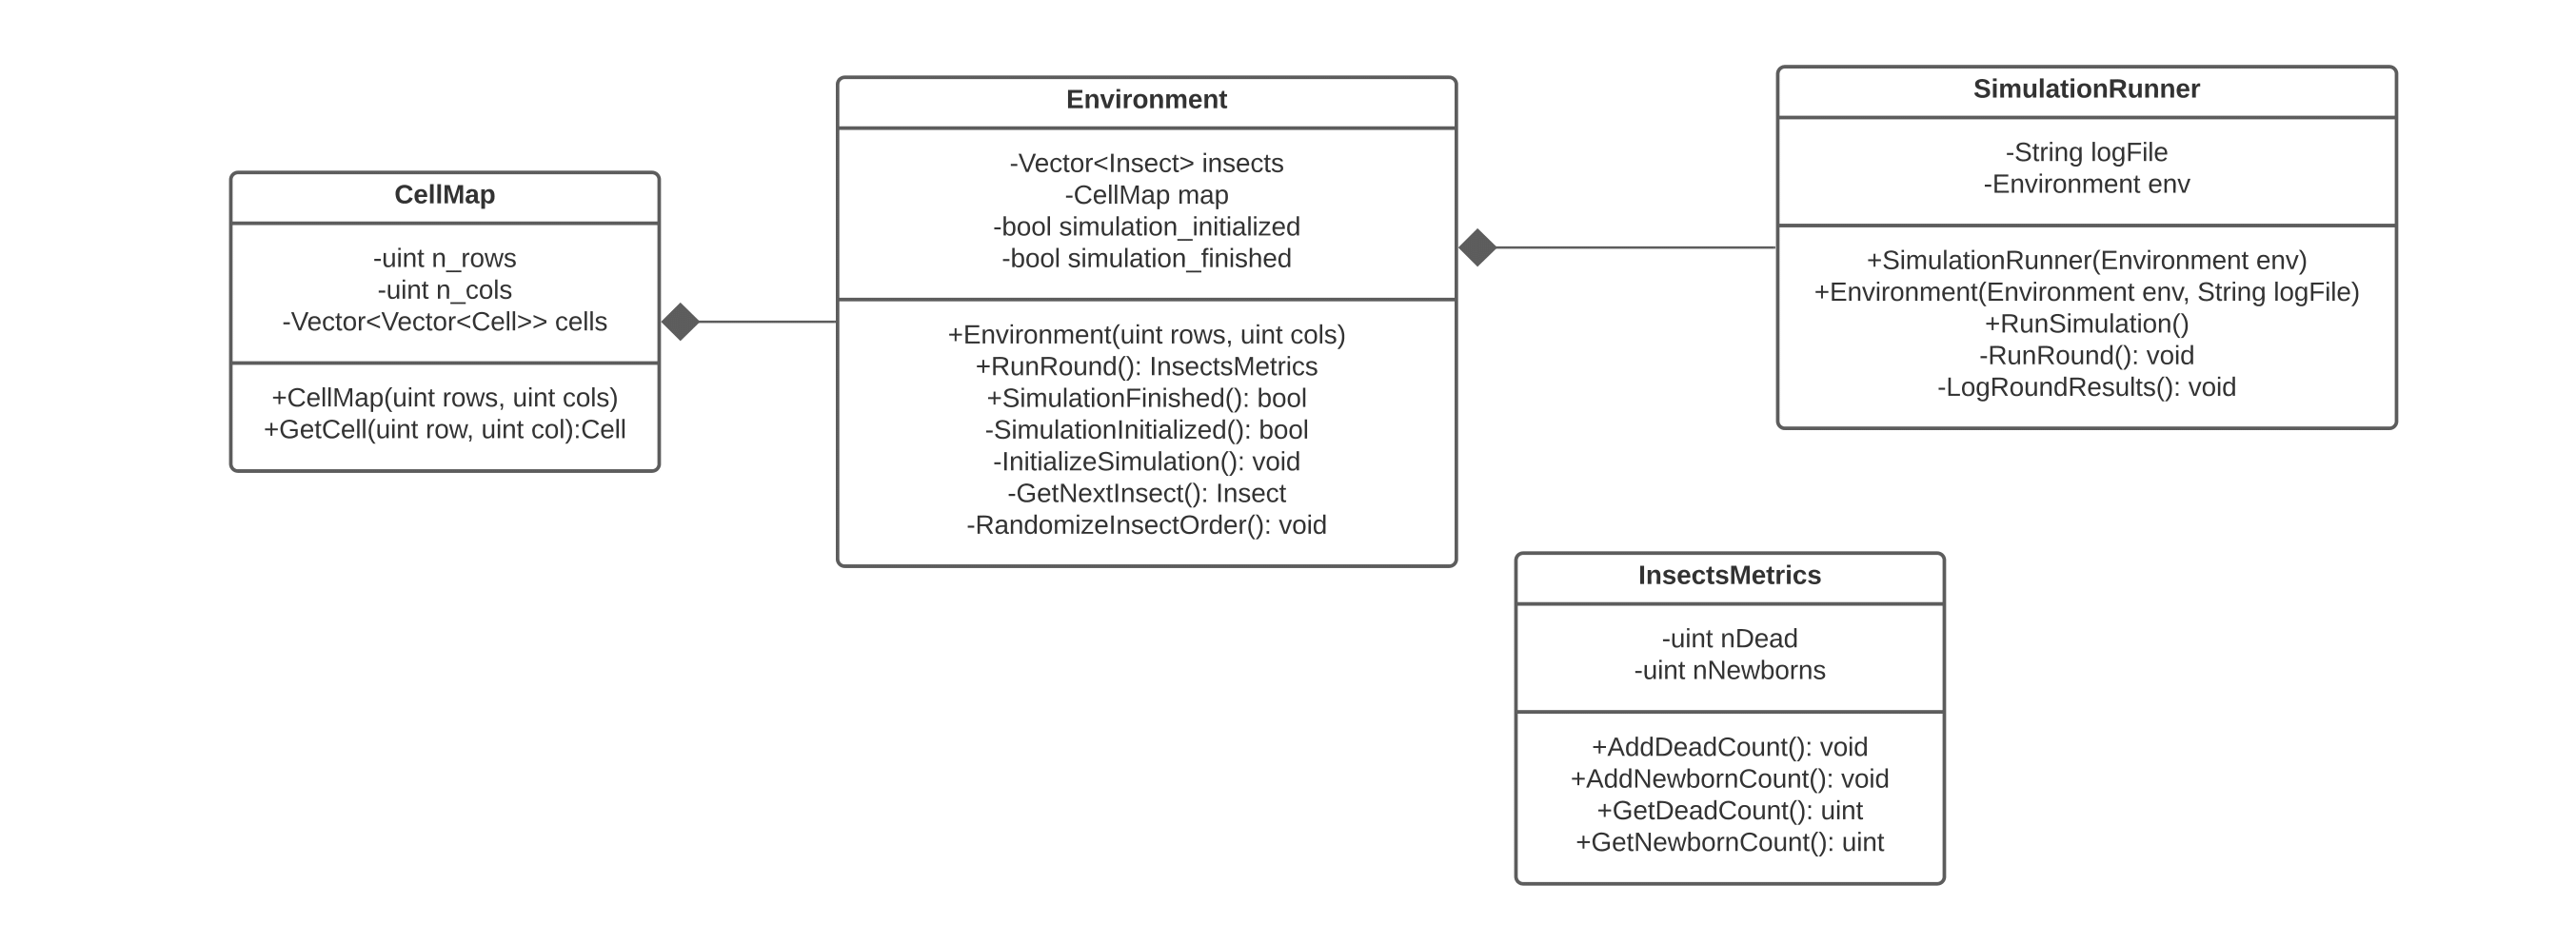 CellMap
-uint n_rows
-uint n_cols
-Vector<Vector<Cell>> cells
+CellMap(uint rows, uint cols)
+GetCell(uint row, uint col):Cell
Environment
-Vector<Insect> insects
-CellMap map
-bool simulation_initialized
-bool simulation_finished
+Environment(uint rows, uint cols)
+RunRound(): InsectsMetrics
+SimulationFinished(): bool
-SimulationInitialized(): bool
-InitializeSimulation(): void
-GetNextInsect(): Insect
-RandomizeInsectOrder(): void
SimulationRunner
-String logFile
-Environment env
+SimulationRunner(Environment env)
+Environment(Environment env, String logFile)
+RunSimulation()
-RunRound(): void
-LogRoundResults(): void
InsectsMetrics
-uint nDead
-uint nNewborns
+AddDeadCount(): void
+AddNewbornCount(): void
+GetDeadCount(): uint
+GetNewbornCount(): uint